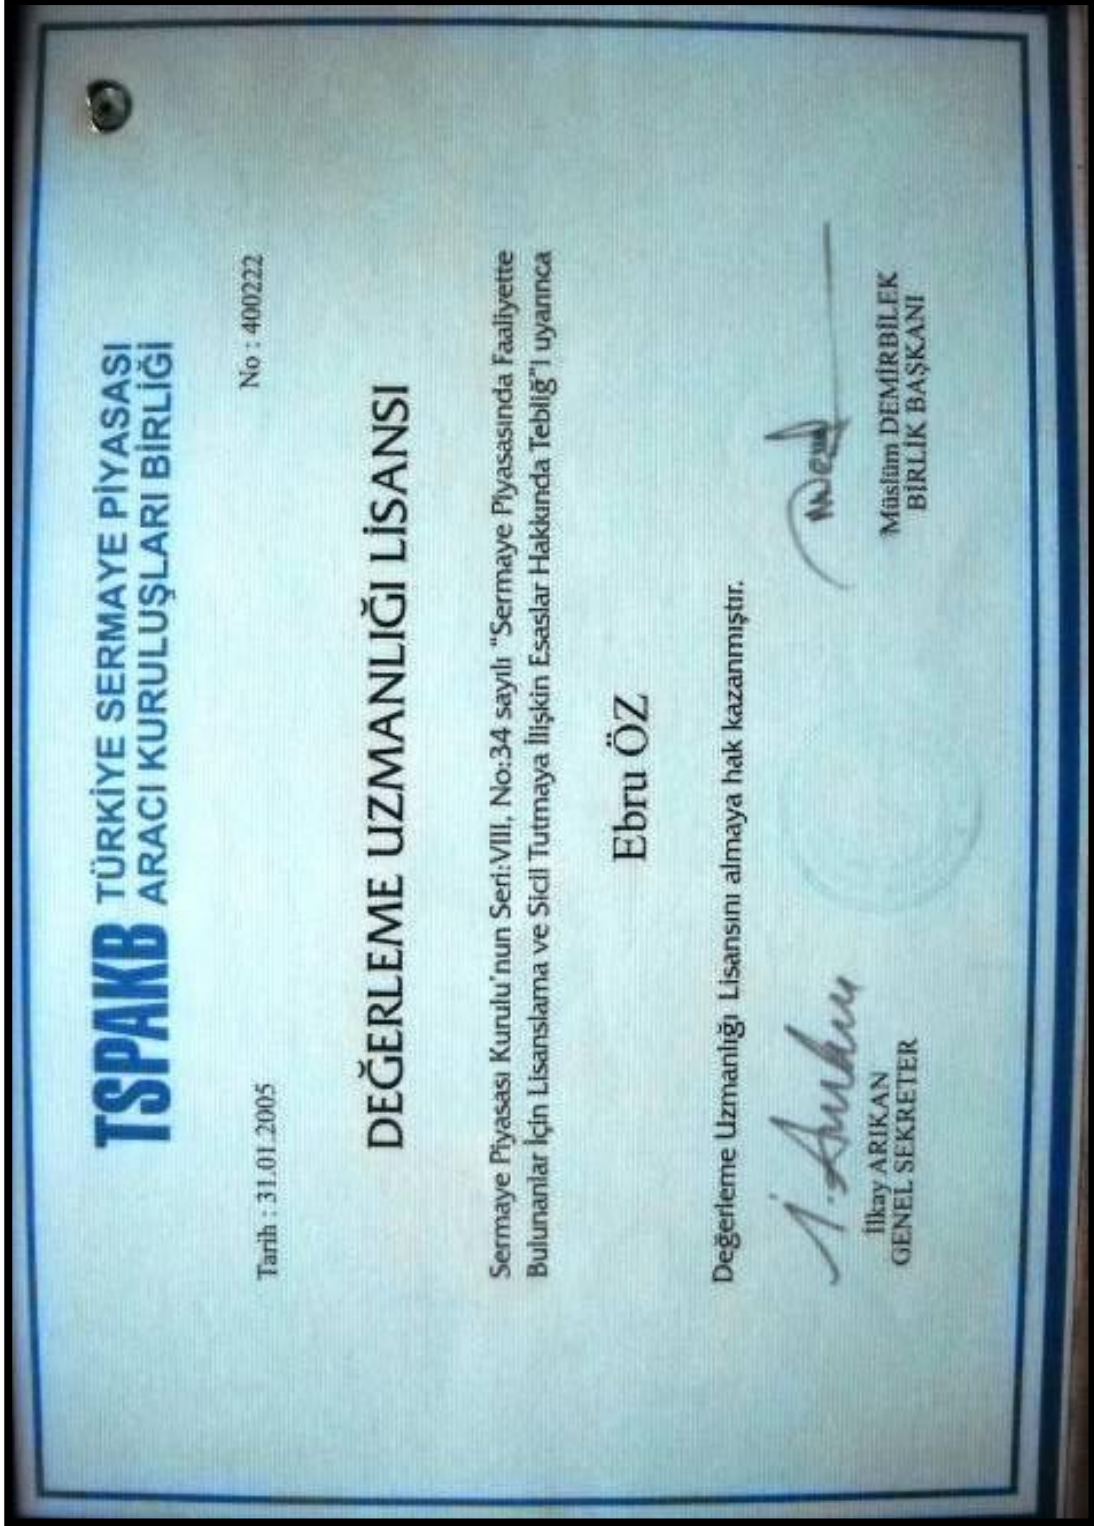 TSPAKB TÜRKİYE SERMAYE PİYASASI
ARACI KURULUŞLARI BİRLİĞİ
Tarih : 31.01.2005
No : 400222
DEĞERLEME UZMANLIĞI LİSANSI
Sermaye Piyasası Kurulu'nun Seri:VIII, No:34 sayılı "Sermaye Piyasasında Faaliyette
Bulunanlar İçin Lisanslama ve Sicil Tutmaya İlişkin Esaslar Hakkında Tebliğ"i uyarınca
Ebru ÖZ
Değerleme Uzmanlığı Lisansını almaya hak kazanmıştır.
İlkay ARIKAN
GENEL SEKRETER
Müslüm DEMİRBİLEK
BİRLİK BAŞKANI